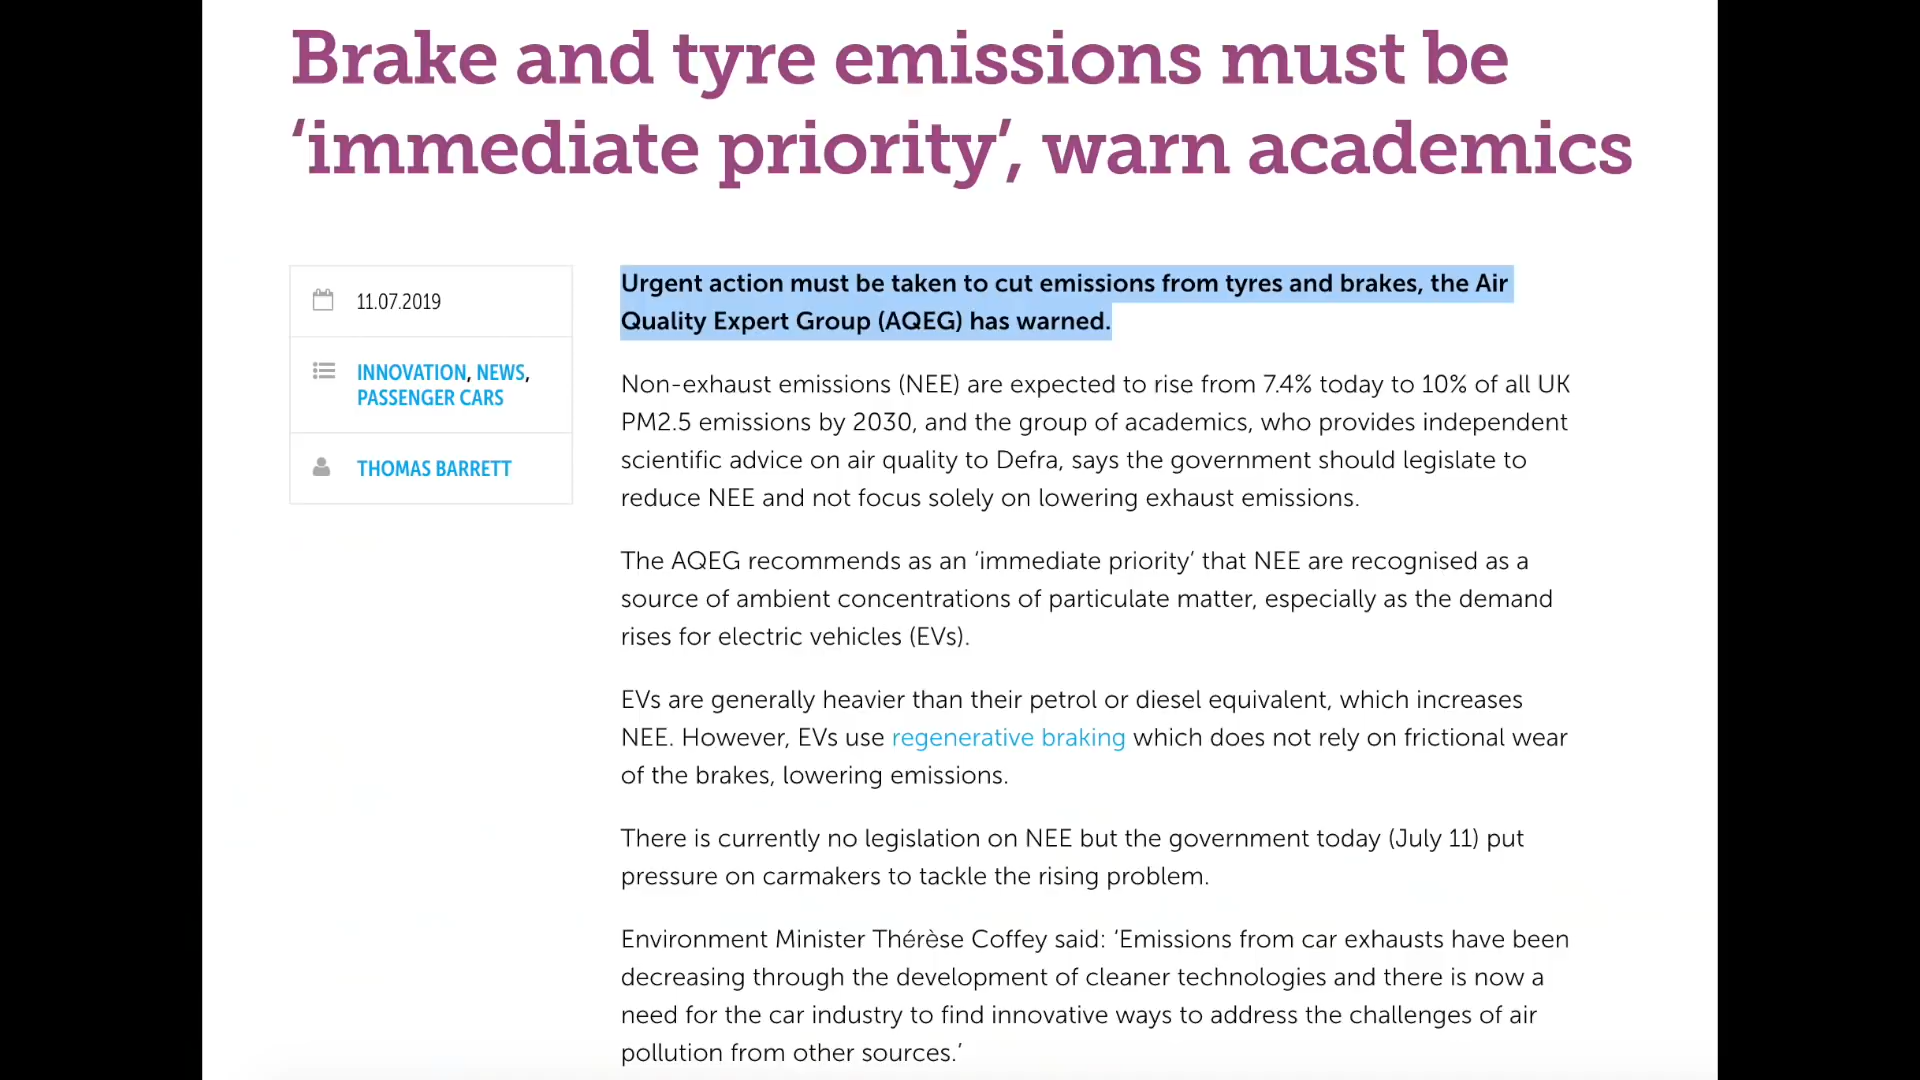 Brake and tyre emissions must be
‘immediate priority’, warn academics
11.07.2019
INNOVATION, NEWS,
PASSENGER CARS
THOMAS BARRETT
Urgent action must be taken to cut emissions from tyres and brakes, the Air
Quality Expert Group (AQEG) has warned.
Non-exhaust emissions (NEE) are expected to rise from 7.4% today to 10% of all UK
PM2.5 emissions by 2030, and the group of academics, who provides independent
scientific advice on air quality to Defra, says the government should legislate to
reduce NEE and not focus solely on lowering exhaust emissions.
The AQEG recommends as an ‘immediate priority’ that NEE are recognised as a
source of ambient concentrations of particulate matter, especially as the demand
rises for electric vehicles (EVs).
EVs are generally heavier than their petrol or diesel equivalent, which increases
NEE. However, EVs use regenerative braking which does not rely on frictional wear
of the brakes, lowering emissions.
There is currently no legislation on NEE but the government today (July 11) put
pressure on carmakers to tackle the rising problem.
Environment Minister Thérèse Coffey said: ‘Emissions from car exhausts have been
decreasing through the development of cleaner technologies and there is now a
need for the car industry to find innovative ways to address the challenges of air
pollution from other sources.’